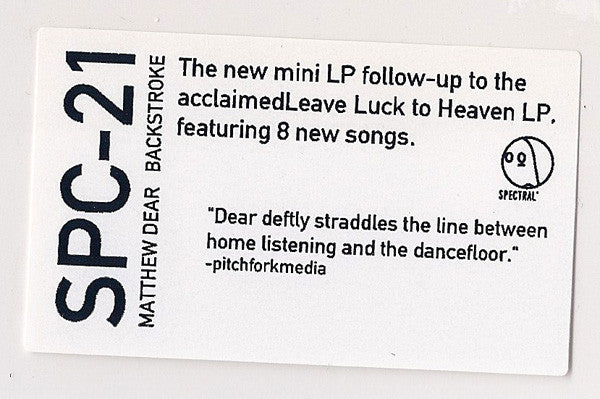 SPC-21
MATTHEW DEAR BACKSTROKE
The new mini LP follow-up to the
acclaimedLeave Luck to Heaven LP,
featuring 8 new songs.
SPECTRAL
"Dear deftly straddles the line between
home listening and the dancefloor."
-pitchforkmedia